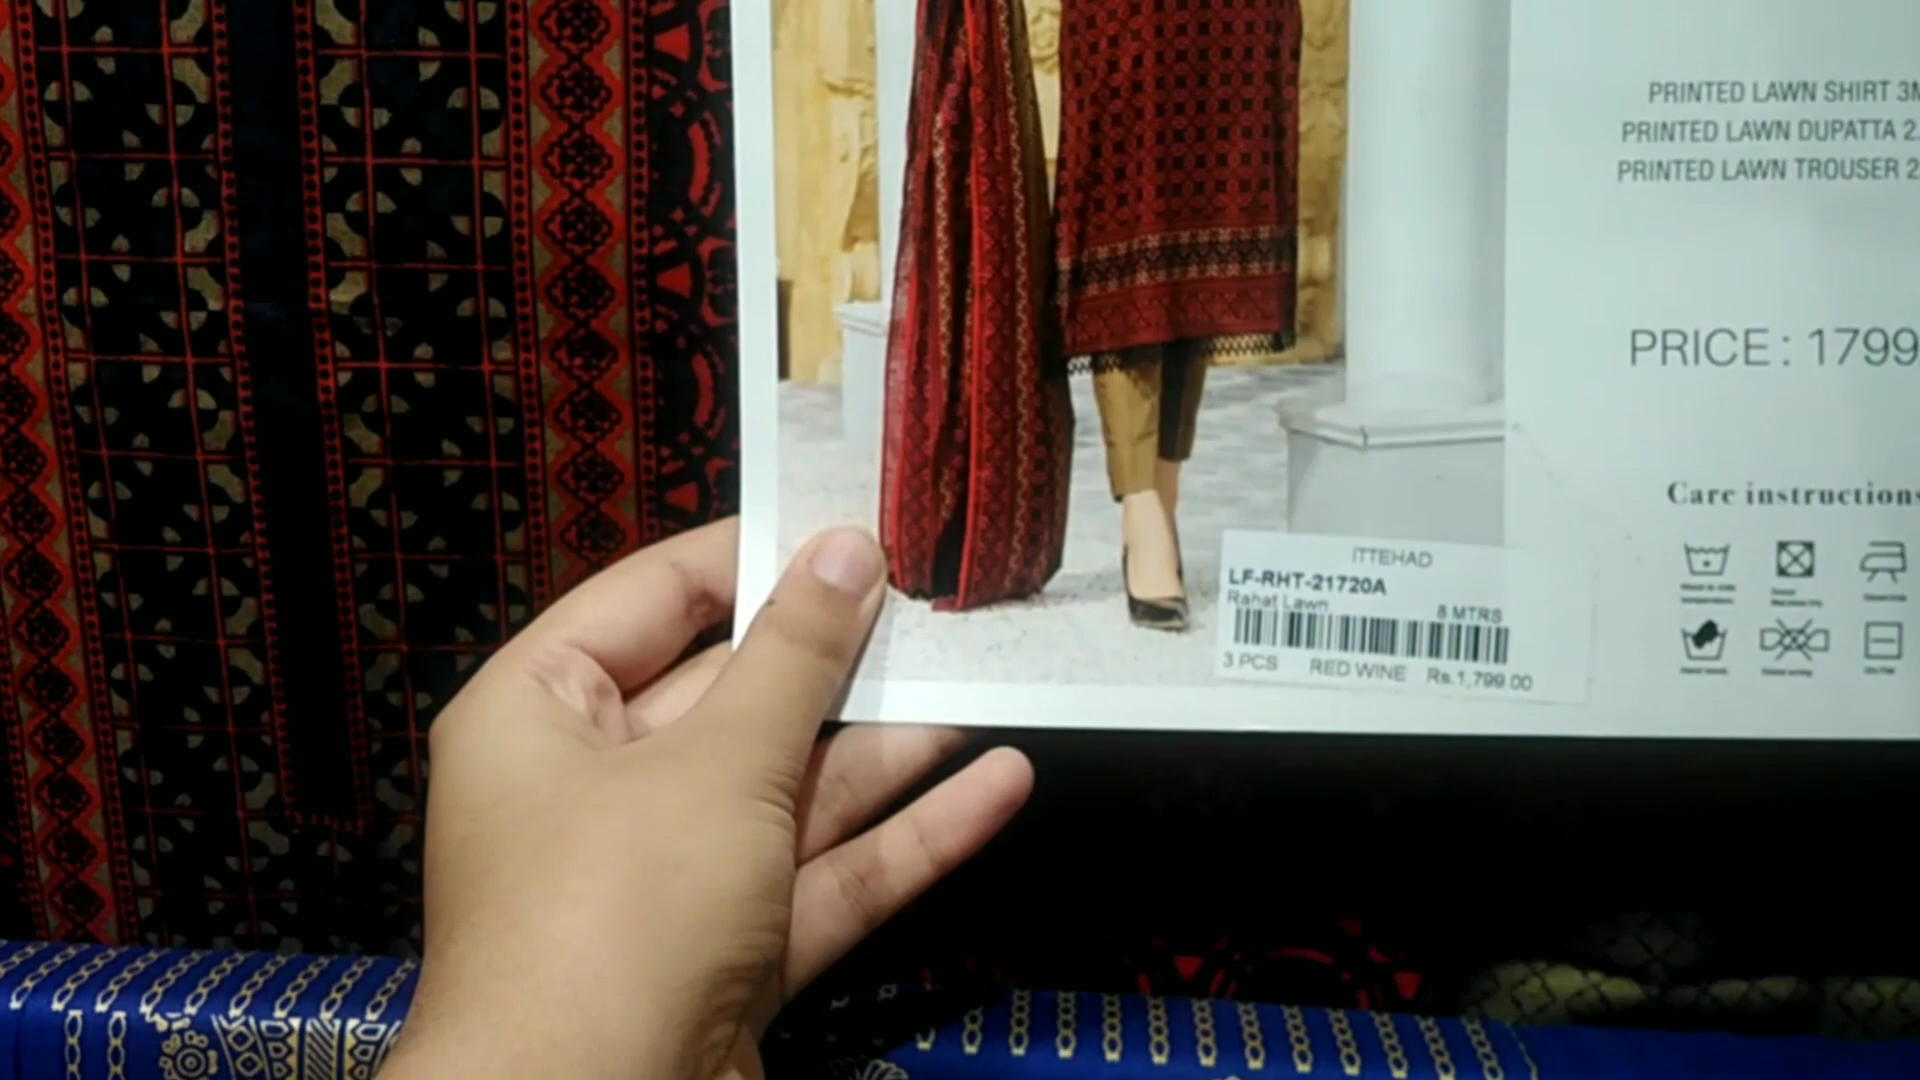 PRINTED LAWN SHIRT 3M
PRINTED LAWN DUPATTA 2.
PRINTED LAWN TROUSER 2
PRICE : 1799
Care instructions
ITTEHAD
LF-RHT-21720A
Rahat Lawn 8 MTRS
3 PCS RED WINE Rs.1,799.00